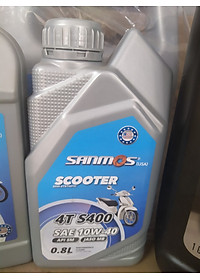 SANMOS (USA)
SCOOTER
4T S400
SAE 10W-40
API SM JASO MB
0.8L